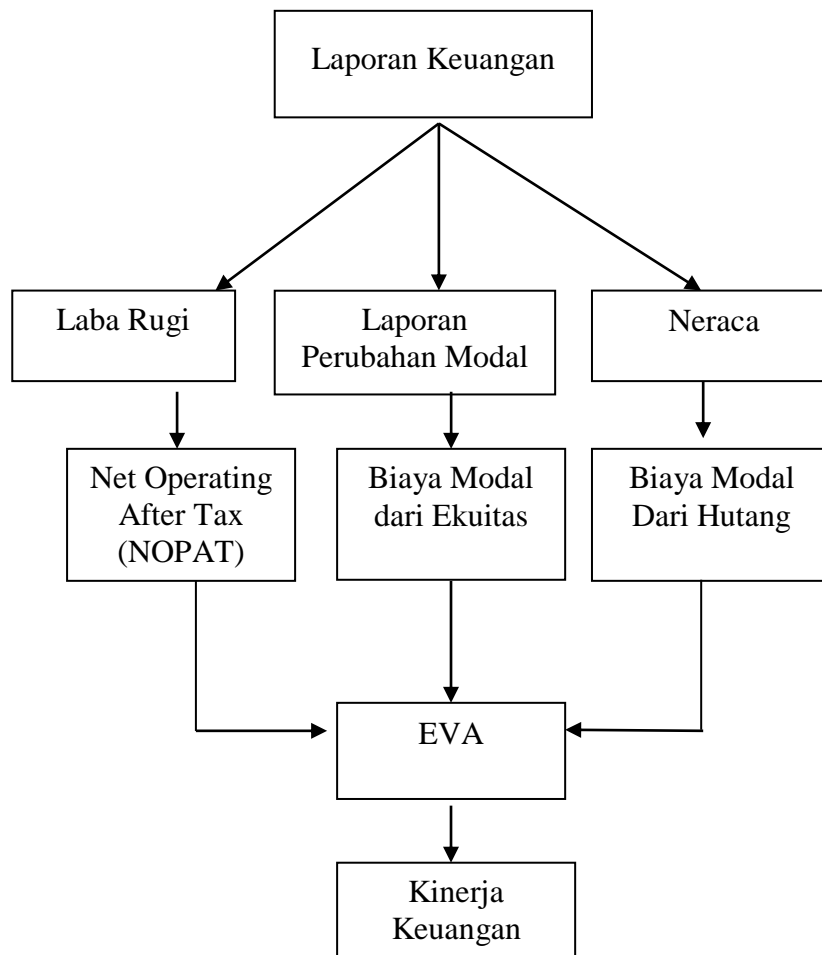 Laporan Keuangan
Laba Rugi
Laporan
Perubahan Modal
Neraca
Net Operating
After Tax
(NOPAT)
Biaya Modal
dari Ekuitas
Biaya Modal
Dari Hutang
EVA
Kinerja
Keuangan